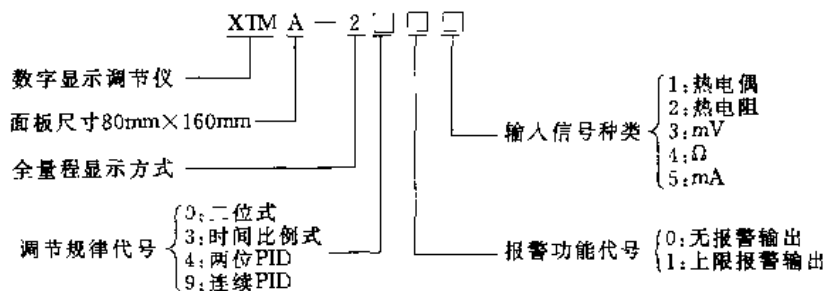 XTM A — 2 □ □ □
数字显示调节仪
面板尺寸80mm×160mm
全量程显示方式
调节规律代号
0:二位式
3:时间比例式
4:两位PID
9:连续PID
输入信号种类
1:热电偶
2:热电阻
3:mV
4:Ω
5:mA
报警功能代号
0:无报警输出
1:上限报警输出